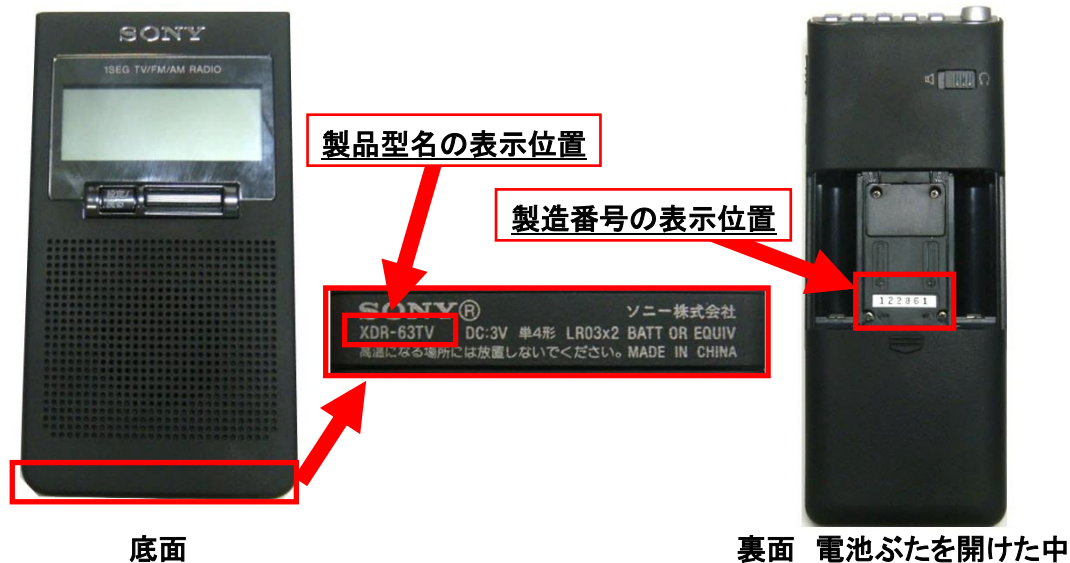 SONY
1SEG TV/FM/AM RADIO
製品型名の表示位置
製造番号の表示位置
SONY®
ソニー株式会社
XDR-63TV DC:3V 単4形 LR03x2 BATT OR EQUIV
高温になる場所には放置しないでください。 MADE IN CHINA
122861
底面
裏面 電池ぶたを開けた中